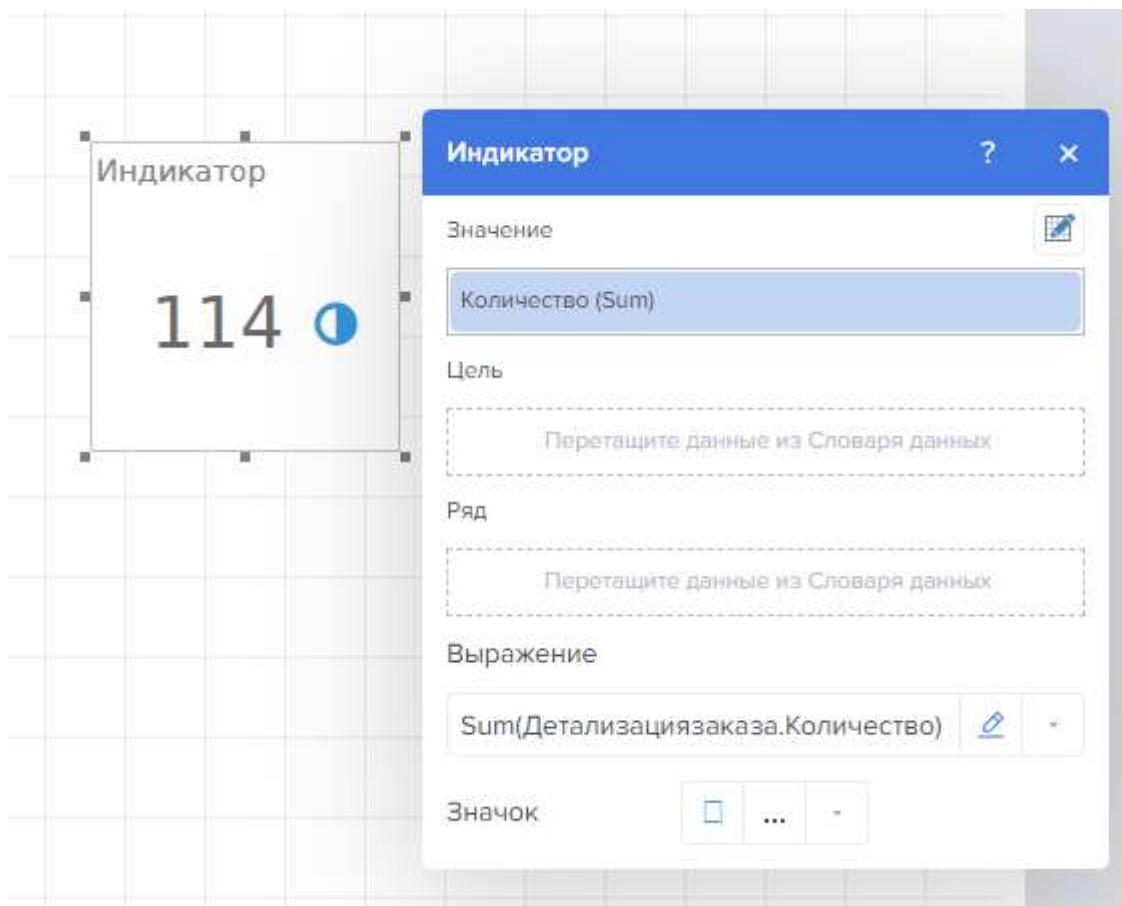 Индикатор
114
Индикатор ? ×
Значение
Количество (Sum)
Цель
Перетащите данные из Словаря данных
Ряд
Перетащите данные из Словаря данных
Выражение
Sum(Детализациязаказа.Количество)
Значок ...